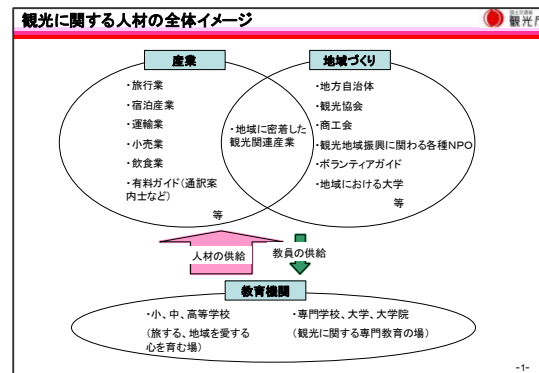 観光に関する人材の全体イメージ
国土交通省
観光庁
産業
地域づくり
・旅行業
・宿泊産業
・運輸業
・小売業
・飲食業
・有料ガイド(通訳案
内士など)
等
・地域に密着した
観光関連産業
・地方自治体
・観光協会
・商工会
・観光地域振興に関わる各種NPO
・ボランティアガイド
・地域における大学
等
人材の供給
教員の供給
教育機関
・小、中、高等学校
(旅する、地域を愛する
心を育む場)
・専門学校、大学、大学院
(観光に関する専門教育の場)
-1-